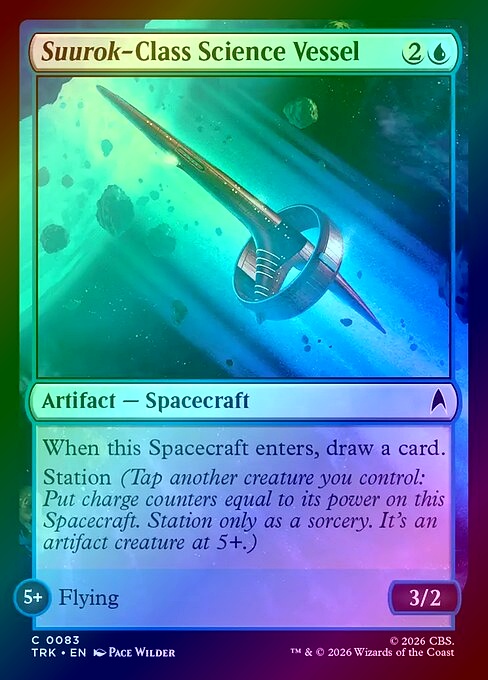 Suurok-Class Science Vessel 2
Artifact — Spacecraft
When this Spacecraft enters, draw a card.
Station (Tap another creature you control:
Put charge counters equal to its power on this
Spacecraft. Station only as a sorcery. It's an
artifact creature at 5+.)
5+ Flying 3/2
C 0083 © 2026 CBS.
TRK • EN Pace Wilder ™ & © 2026 Wizards of the Coast